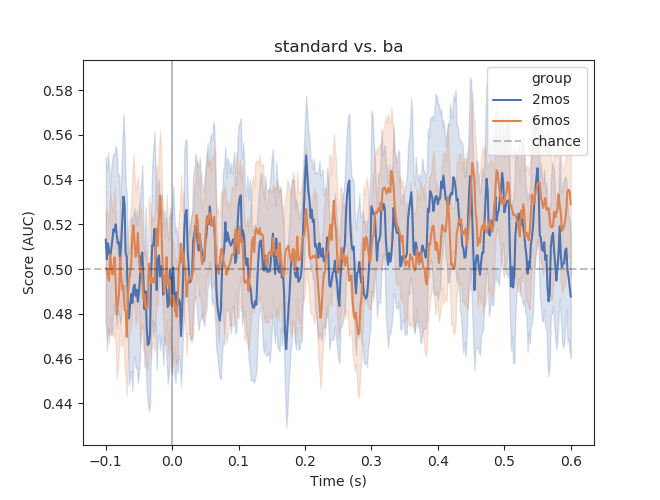 standard vs. ba
group
2mos
6mos
chance
Score (AUC)
0.58
0.56
0.54
0.52
0.50
0.48
0.46
0.44
−0.1
0.0
0.1
0.2
0.3
0.4
0.5
0.6
Time (s)